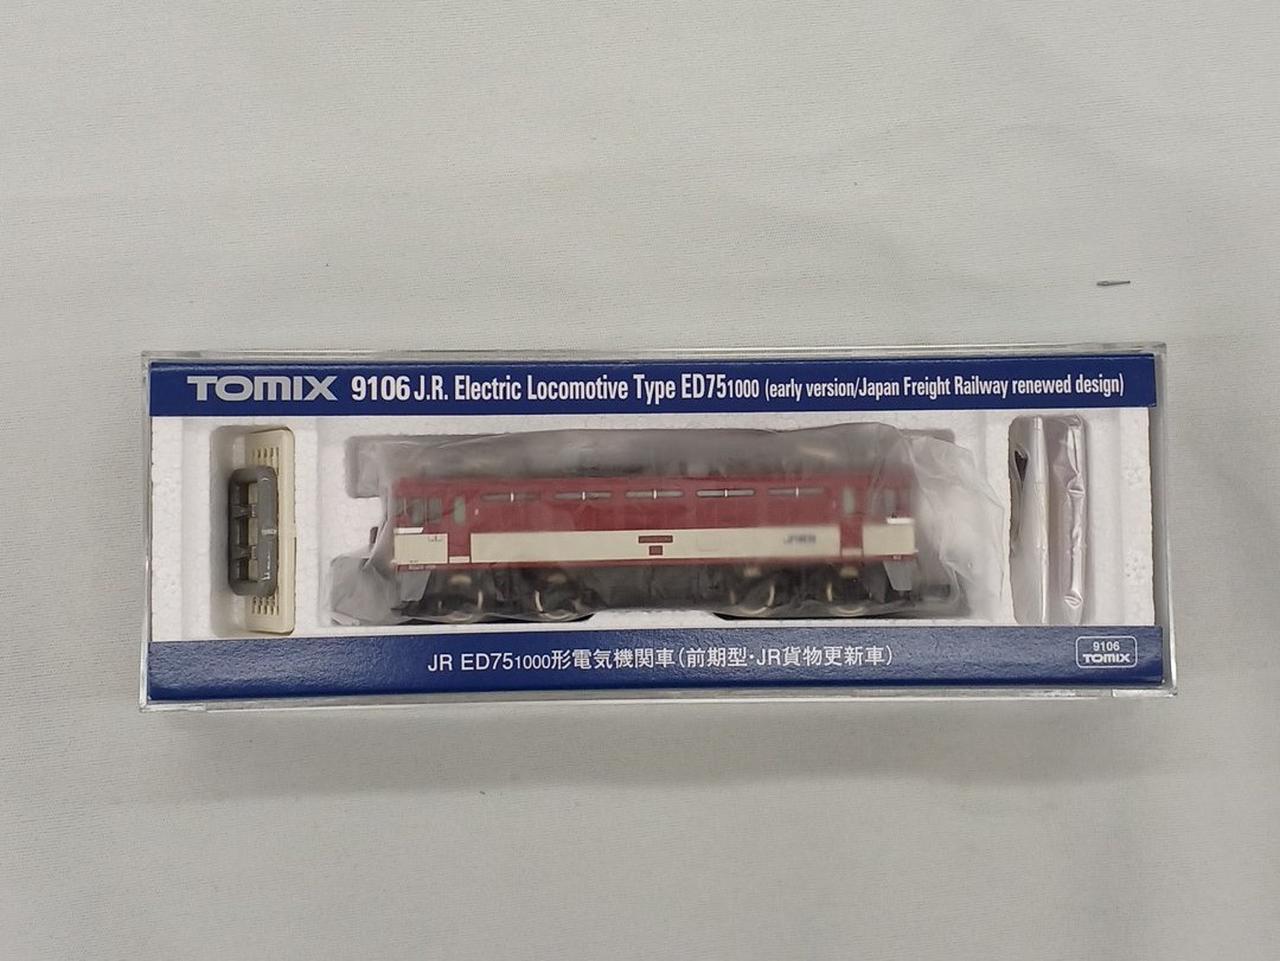 TOMIX 9106 J.R. Electric Locomotive Type ED751000 (early version/Japan Freight Railway renewed design)
JR ED751000形電気機関車(前期型・JR貨物更新車)
9106
TOMIX